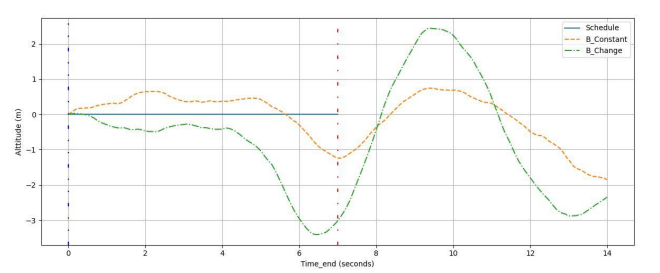 Schedule
B_Constant
B_Change
Alttitude (m)
2
1
0
−1
−2
−3
0
2
4
6
8
10
12
14
Time_end (seconds)